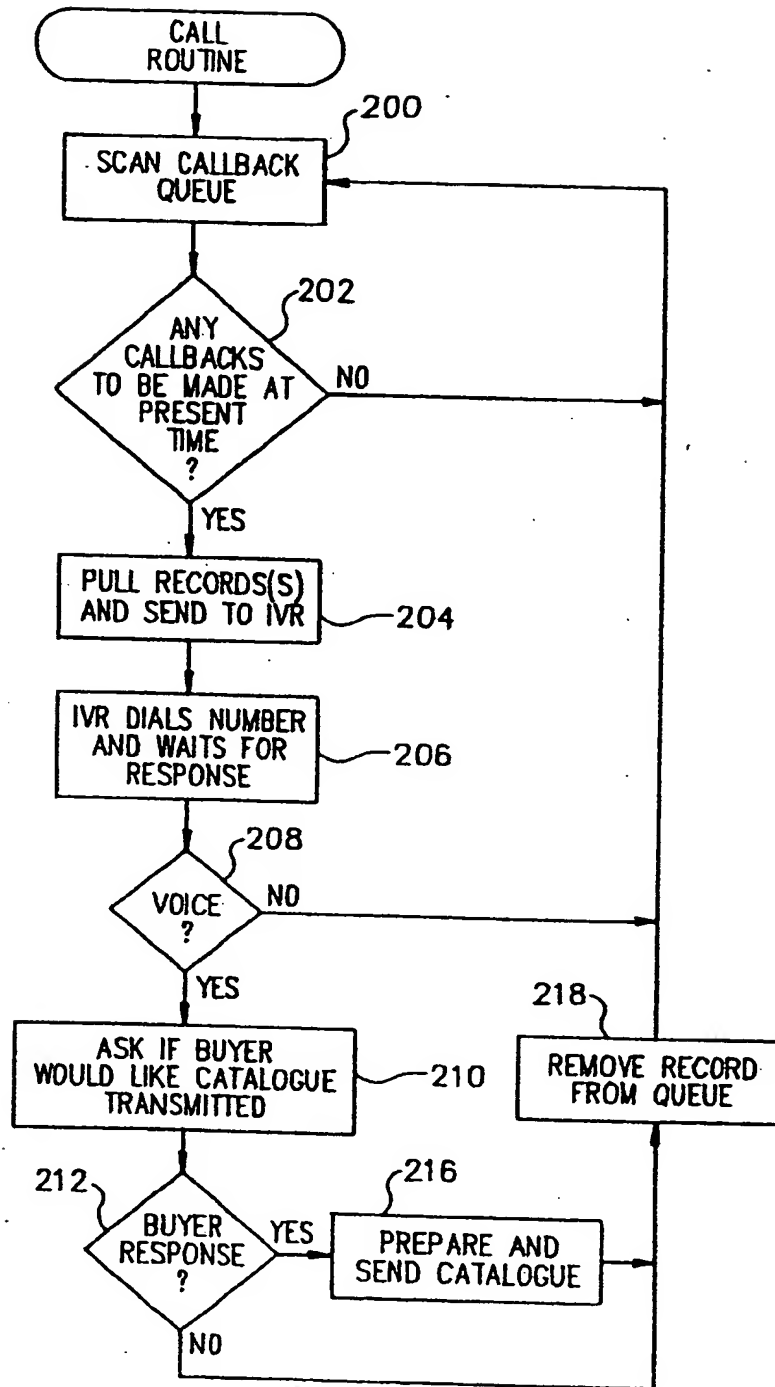 CALL
ROUTINE
200
SCAN CALLBACK
QUEUE
202
ANY
CALLBACKS
TO BE MADE AT
PRESENT
TIME
?
NO
YES
PULL RECORDS(S)
AND SEND TO IVR
204
IVR DIALS NUMBER
AND WAITS FOR
RESPONSE
206
208
VOICE
?
NO
YES
ASK IF BUYER
WOULD LIKE CATALOGUE
TRANSMITTED
210
218
REMOVE RECORD
FROM QUEUE
212
BUYER
RESPONSE
?
YES
216
PREPARE AND
SEND CATALOGUE
NO